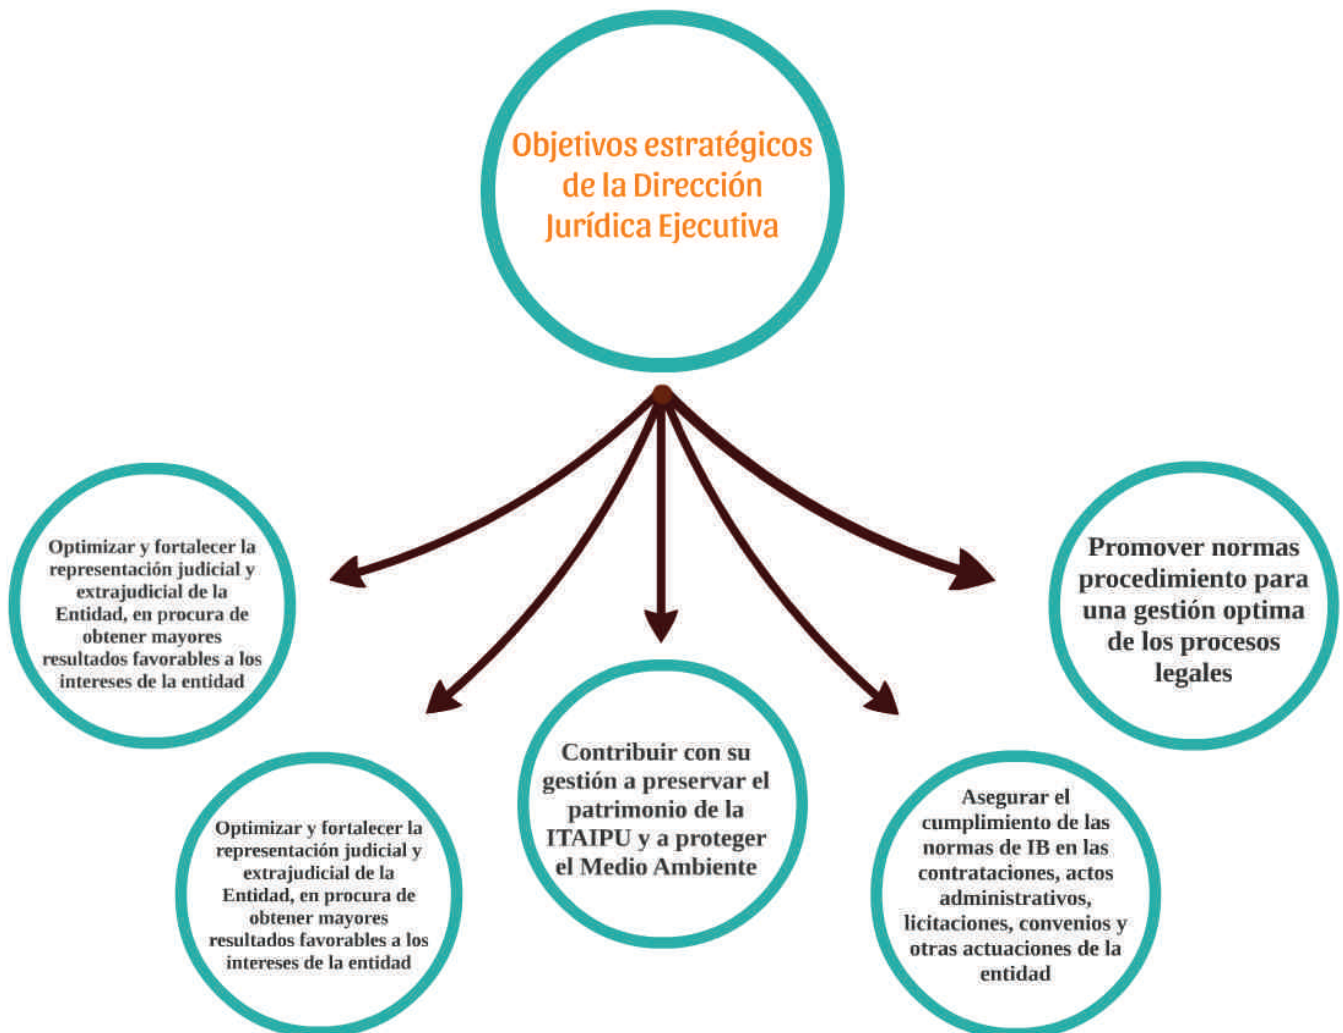 Objetivos estratégicos
de la Dirección
Jurídica Ejecutiva
Optimizar y fortalecer la
representación judicial y
extrajudicial de la
Entidad, en procura de
obtener mayores
resultados favorables a los
intereses de la entidad
Optimizar y fortalecer la
representación judicial y
extrajudicial de la
Entidad, en procura de
obtener mayores
resultados favorables a los
intereses de la entidad
Contribuir con su
gestión a preservar el
patrimonio de la
ITAIPU y a proteger
el Medio Ambiente
Asegurar el
cumplimiento de las
normas de IB en las
contrataciones, actos
administrativos,
licitaciones, convenios y
otras actuaciones de la
entidad
Promover normas
procedimiento para
una gestión optima
de los procesos
legales